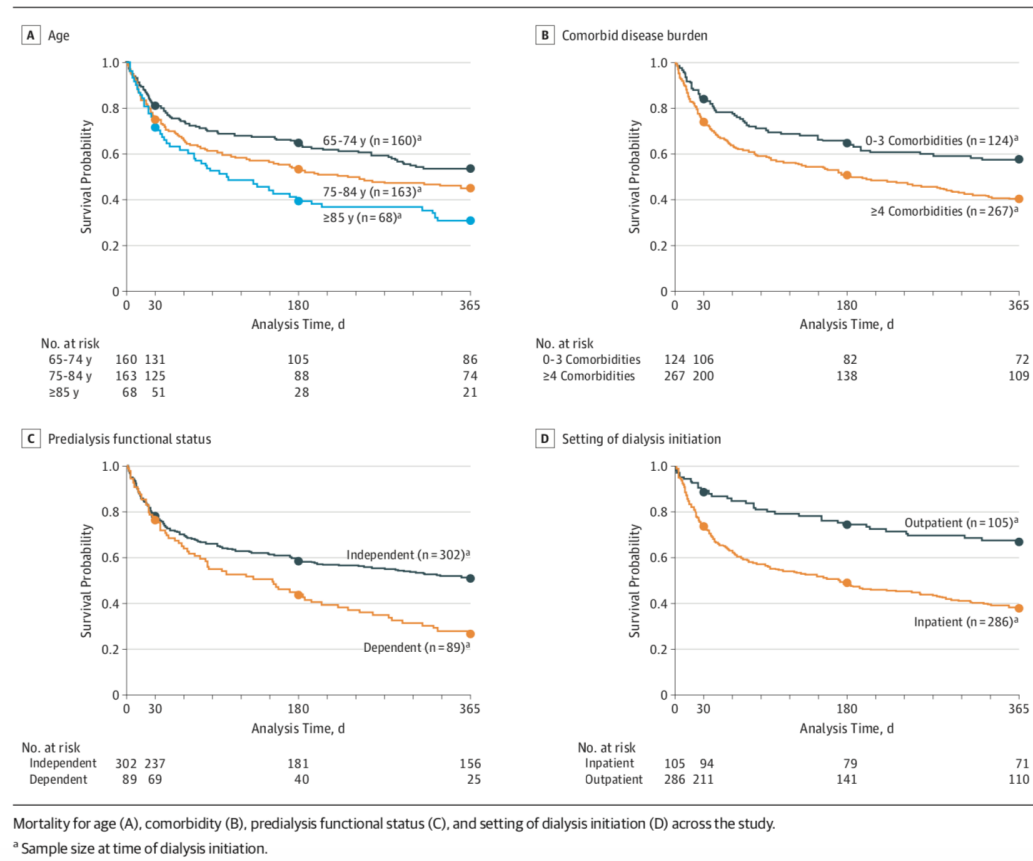 A Age
1.0
0.8
0.6
0.4
0.2
0
Survival Probability
65-74 y (n=160)a
75-84 y (n=163)a
≥85 y (n=68)a
0 30 180 365
Analysis Time, d
No. at risk
65-74 y 160 131 105 86
75-84 y 163 125 88 74
≥85 y 68 51 28 21
B Comorbid disease burden
1.0
0.8
0.6
0.4
0.2
0
Survival Probability
0-3 Comorbidities (n=124)a
≥4 Comorbidities (n=267)a
0 30 180 365
Analysis Time, d
No. at risk
0-3 Comorbidities 124 106 82 72
≥4 Comorbidities 267 200 138 109
C Predialysis functional status
1.0
0.8
0.6
0.4
0.2
0
Survival Probability
Independent (n=302)a
Dependent (n=89)a
0 30 180 365
Analysis Time, d
No. at risk
Independent 302 237 181 156
Dependent 89 69 40 25
D Setting of dialysis initiation
1.0
0.8
0.6
0.4
0.2
0
Survival Probability
Outpatient (n=105)a
Inpatient (n=286)a
0 30 180 365
Analysis Time, d
No. at risk
Inpatient 105 94 79 71
Outpatient 286 211 141 110
Mortality for age (A), comorbidity (B), predialysis functional status (C), and setting of dialysis initiation (D) across the study.
a Sample size at time of dialysis initiation.